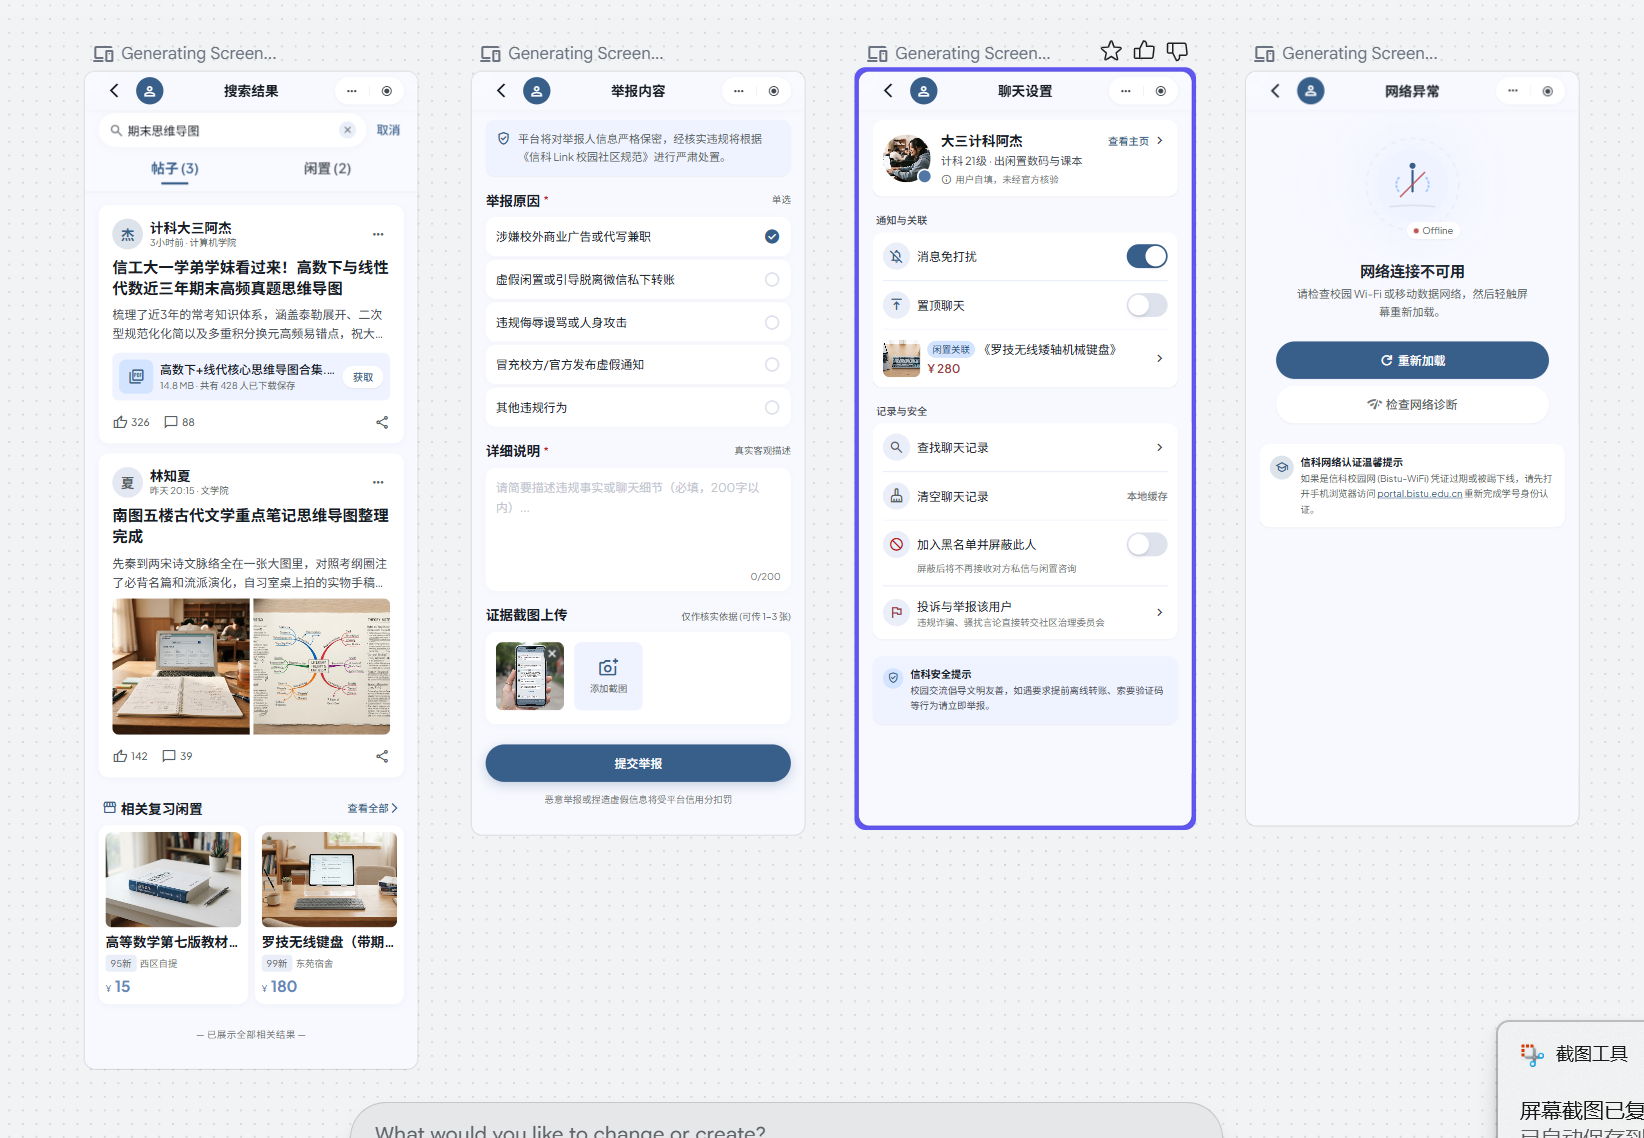 Generating Screen...
搜索结果
期末思维导图
取消
帖子 (3)
闲置 (2)
杰
计科大三阿杰
3小时前 · 计算机学院
信工大一学弟学妹看过来！高数下与线性
代数近三年期末高频真题思维导图
梳理了近3年的常考知识体系，涵盖泰勒展开、二次
型规范化化简以及多重积分换元高频易错点，祝大...
高数下+线代核心思维导图合集....
14.8 MB · 共有 428 人已下载保存
获取
326
88
夏
林知夏
昨天 20:15 · 文学院
南图五楼古代文学重点笔记思维导图整理
完成
先秦到两宋诗文脉络全在一张大图里，对照考纲圈注
了必背名篇和流派演化，自习室桌上拍的实物手稿...
142
39
相关复习闲置
查看全部
高等数学第七版教材...
95新
西区自提
¥ 15
罗技无线键盘（带期...
99新
东苑宿舍
¥ 180
— 已展示全部相关结果 —
Generating Screen...
举报内容
平台将对举报人信息严格保密，经核实违规将根据
《信科 Link 校园社区规范》进行严肃处置。
举报原因 *
单选
涉嫌校外商业广告或代写兼职
虚假闲置或引导脱离微信私下转账
违规侮辱谩骂或人身攻击
冒充校方/官方发布虚假通知
其他违规行为
详细说明 *
真实客观描述
请简要描述违规事实或聊天细节（必填，200字以
内）...
0/200
证据截图上传
仅作核实依据 (可传 1-3 张)
添加截图
提交举报
恶意举报或捏造虚假信息将受平台信用分扣罚
Generating Screen...
聊天设置
大三计科阿杰
查看主页
计科 21级 · 出闲置数码与课本
用户自填，未经官方核验
通知与关联
消息免打扰
置顶聊天
闲置关联
《罗技无线矮轴机械键盘》
¥ 280
记录与安全
查找聊天记录
清空聊天记录
本地缓存
加入黑名单并屏蔽此人
屏蔽后将不再接收对方私信与闲置咨询
投诉与举报该用户
违规诈骗、骚扰言论直接转交社区治理委员会
信科安全提示
校园交流倡导文明友善，如遇要求提前离线转账、索要验证码
等行为请立即举报。
Generating Screen...
网络异常
Offline
网络连接不可用
请检查校园 Wi-Fi 或移动数据网络，然后轻触屏
幕重新加载。
重新加载
检查网络诊断
信科网络认证温馨提示
如果是信科校园网 (Bistu-WiFi) 凭证过期或被踢下线，请先打
开手机浏览器访问 portal.bistu.edu.cn 重新完成学号身份认
证。
What would you like to change or create?
截图工具
屏幕截图已复
已自动保存到